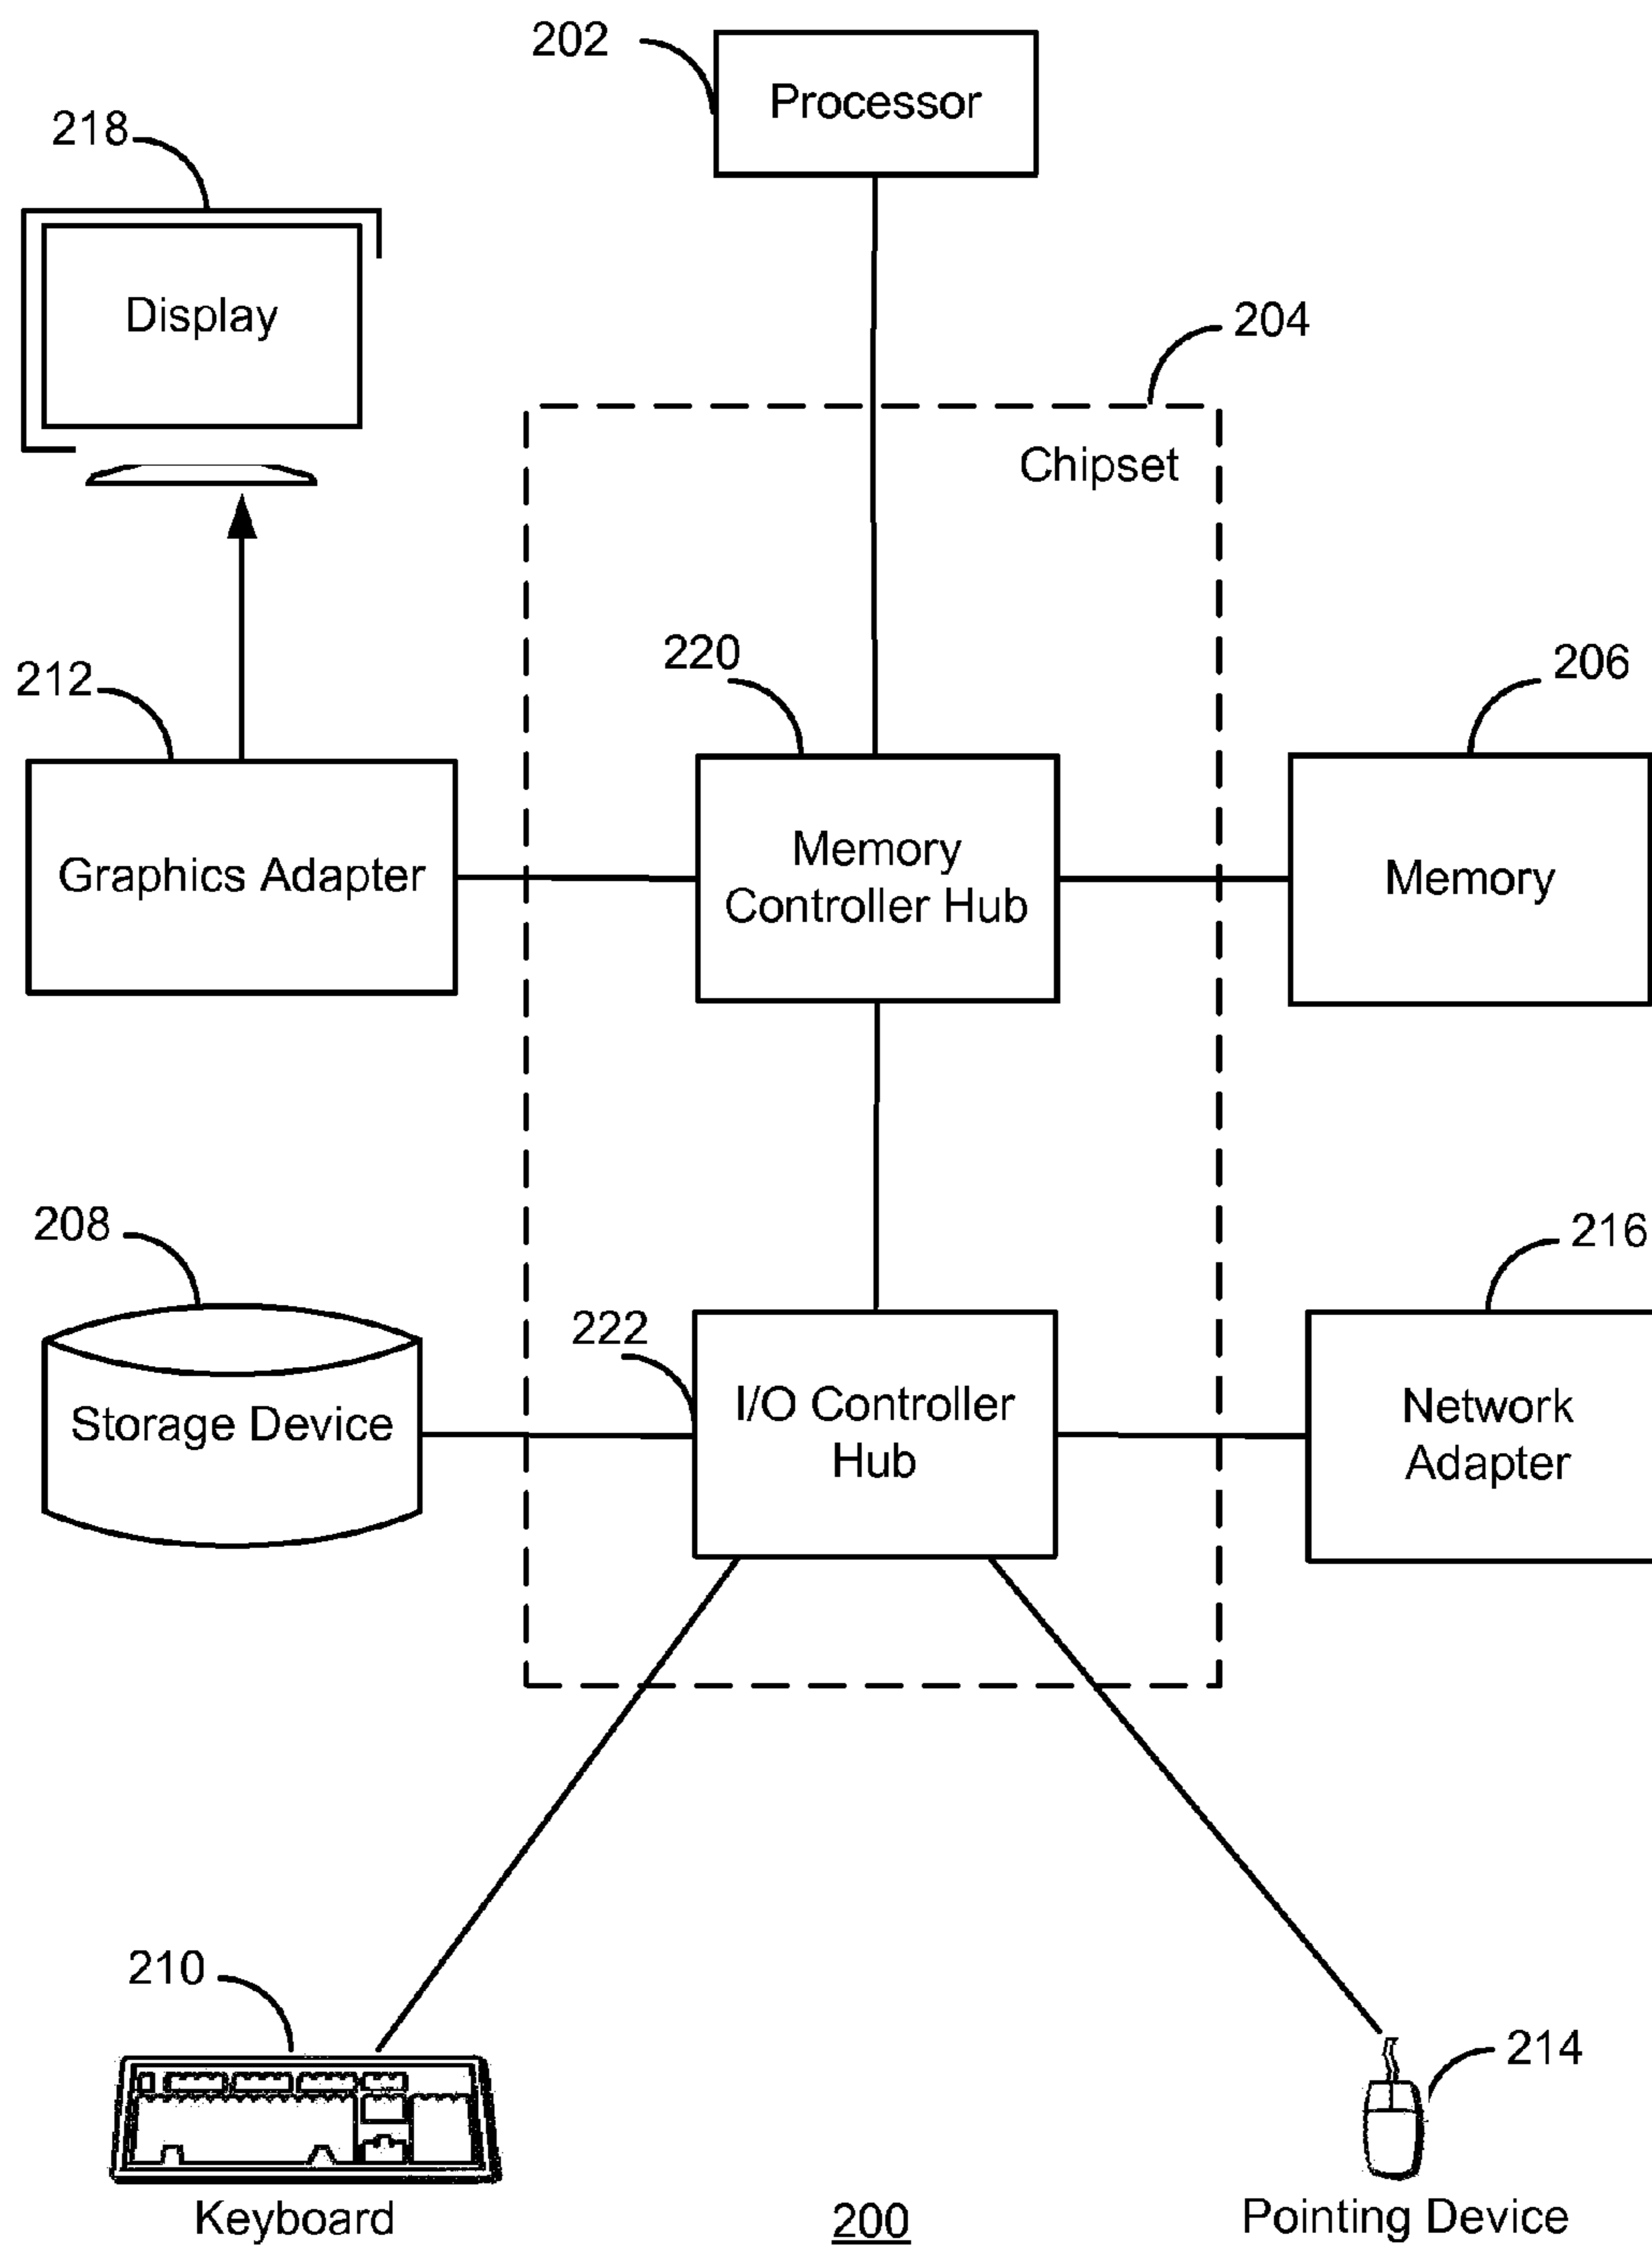 202
Processor
218
Display
204
Chipset
220
212
206
Memory
Controller Hub
Graphics Adapter
Memory
208
216
222
I/O Controller
Hub
Storage Device
Network
Adapter
210
214
Keyboard
200
Pointing Device